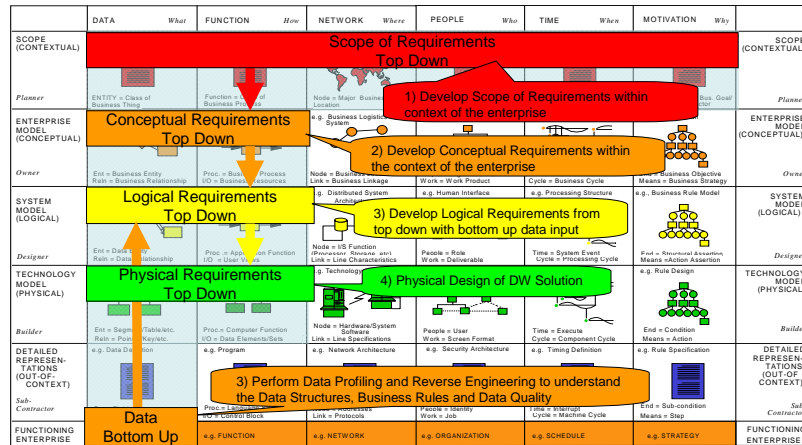 DATA What FUNCTION How NETWORK Where PEOPLE Who TIME When MOTIVATION Why
SCOPE
(CONTEXTUAL)
Planner
Scope of Requirements
Top Down
SCOPE
(CONTEXTUAL)
Planner
ENTITY = Class of
Business Thing
Function = of
Business Process
Node = Major Business
Location
Bus. Goal/
1) Develop Scope of Requirements within
context of the enterprise
ENTERPRISE
MODEL
(CONCEPTUAL)
Owner
Conceptual Requirements
Top Down
e.g. Business Logistics
System
ENTERPRISE
MODEL
(CONCEPTUAL)
Owner
2) Develop Conceptual Requirements within
the context of the enterprise
Ent = Business Entity
Reln = Business Relationship
Proc. = Process
I/O = Business Resources
Node = Business
Link = Business Linkage
Work = Work Product
Cycle = Business Cycle
= Business Objective
Means = Business Strategy
SYSTEM
MODEL
(LOGICAL)
Designer
Logical Requirements
Top Down
e.g. Distributed System
e.g. Human Interface
e.g. Processing Structure
e.g., Business Rule Model
SYSTEM
MODEL
(LOGICAL)
Designer
3) Develop Logical Requirements from
top down with bottom up data input
Ent = Data
Reln = Data Relationship
Proc. = Application Function
I/O = User
Node = I/S Function
(Processor, Storage, etc)
Link = Line Characteristics
People = Role
Work = Deliverable
Time = System Event
Cycle = Processing Cycle
End = Structural Assertion
Means = Action Assertion
TECHNOLOGY
MODEL
(PHYSICAL)
Builder
Physical Requirements
Top Down
e.g. Technology
e.g. Rule Design
TECHNOLOGY
MODEL
(PHYSICAL)
Builder
4) Physical Design of DW Solution
Ent = Segment/Table/etc.
Reln = Pointer/Key/etc.
Proc.= Computer Function
I/O = Data Elements/Sets
Node = Hardware/System
Software
Link = Line Specifications
People = User
Work = Screen Format
Time = Execute
Cycle = Component Cycle
End = Condition
Means = Action
DETAILED
REPRESEN-
TATIONS
(OUT-OF-
CONTEXT)
Sub-
Contractor
e.g. Data Definition
e.g. Program
e.g. Network Architecture
e.g. Security Architecture
e.g. Timing Definition
e.g. Rule Specification
DETAILED
REPRESEN-
TATIONS
(OUT-OF
CONTEXT)
Sub-
Contractor
3) Perform Data Profiling and Reverse Engineering to understand
the Data Structures, Business Rules and Data Quality
Proc.= Language
I/O = Control Block
Link = Protocols
People = Identity
Work = Job
Time = Interrupt
Cycle = Machine Cycle
End = Sub-condition
Means = Step
Data
Bottom Up
FUNCTIONING
ENTERPRISE
e.g. FUNCTION
e.g. NETWORK
e.g. ORGANIZATION
e.g. SCHEDULE
e.g. STRATEGY
FUNCTIONING
ENTERPRISE